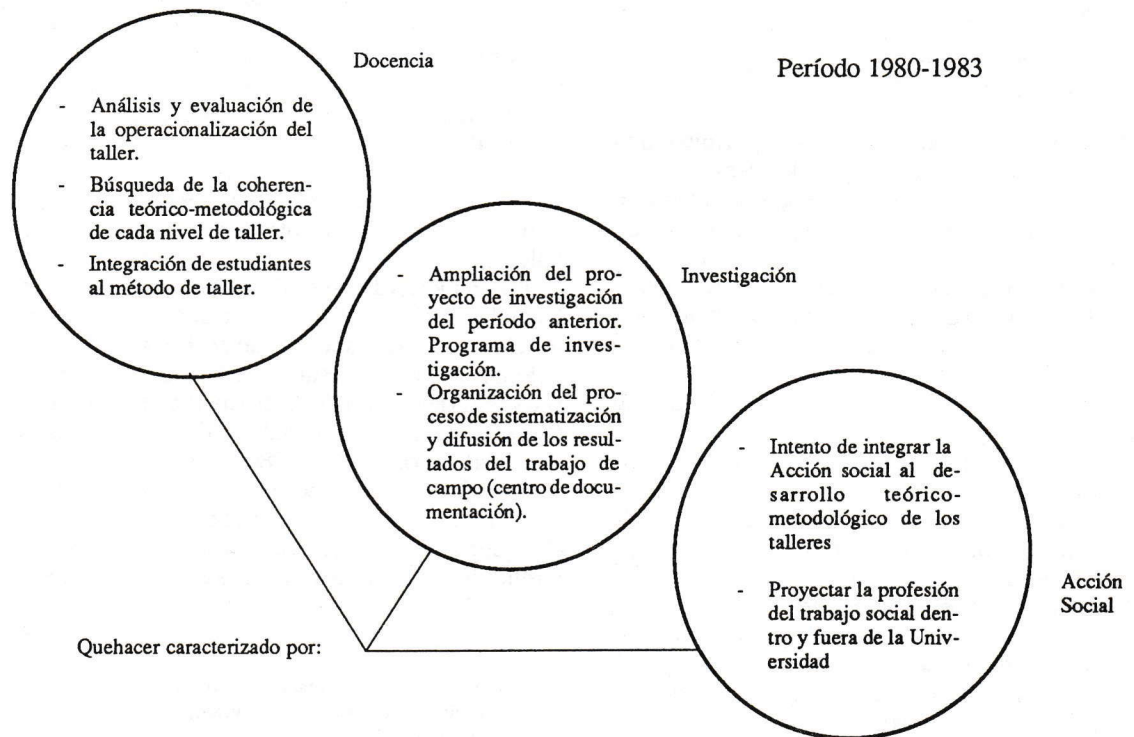 Período 1980-1983
Docencia
- Análisis y evaluación de
la operacionalización del
taller.
- Búsqueda de la coheren-
cia teórico-metodológica
de cada nivel de taller.
- Integración de estudiantes
al método de taller.
Investigación
- Ampliación del pro-
yecto de investigación
del período anterior.
Programa de inves-
tigación.
- Organización del pro-
ceso de sistematización
y difusión de los resul-
tados del trabajo de
campo (centro de docu-
mentación).
- Intento de integrar la
Acción social al de-
sarrollo teórico-
metodológico de los
talleres
- Proyectar la profesión
del trabajo social den-
tro y fuera de la Univ-
ersidad
Acción
Social
Quehacer caracterizado por: